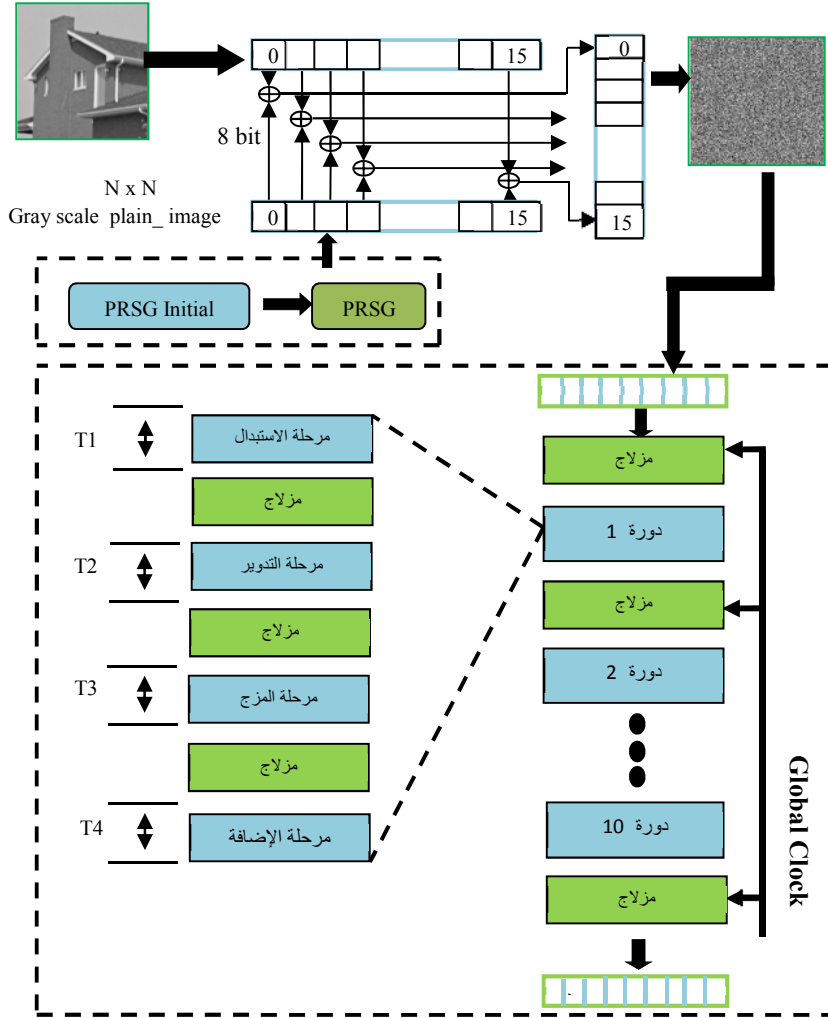 0
15
0
8 bit
N x N
Gray scale plain_ image
0
15
15
PRSG Initial
PRSG
T1
مرحلة الاستبدال
مزلاج
مزلاج
دورة 1
T2
مرحلة التدوير
مزلاج
مزلاج
دورة 2
T3
مرحلة المزج
مزلاج
Global Clock
T4
مرحلة الإضافة
دورة 10
مزلاج